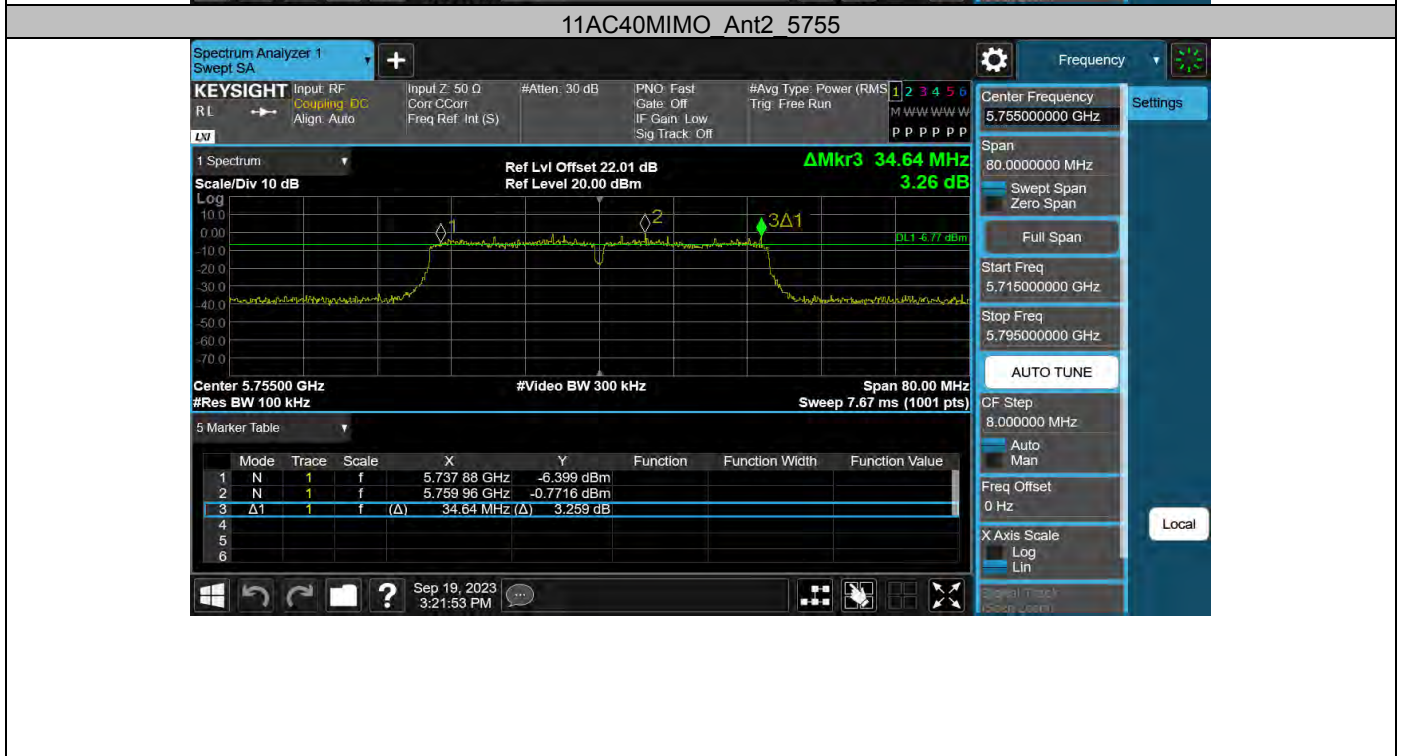 11AC40MIMO_Ant2_5755
Spectrum Analyzer 1
Swept SA
Frequency
KEYSIGHT
RL
LXI
Input: RF
Coupling: DC
Align: Auto
Input Z: 50 Ω
Corr CCorr
Freq Ref: Int (S)
#Atten: 30 dB
PNO: Fast
Gate: Off
IF Gain: Low
Sig Track: Off
#Avg Type: Power (RMS
Trig: Free Run
1 2 3 4 5 6
M W W W W W
P P P P P P
Center Frequency
5.755000000 GHz
Settings
Span
80.0000000 MHz
Swept Span
Zero Span
Full Span
Start Freq
5.715000000 GHz
Stop Freq
5.795000000 GHz
AUTO TUNE
CF Step
8.000000 MHz
Auto
Man
Freq Offset
0 Hz
X Axis Scale
Log
Lin
Local
1 Spectrum
Scale/Div 10 dB
Ref Lvl Offset 22.01 dB
Ref Level 20.00 dBm
ΔMkr3 34.64 MHz
3.26 dB
Log
10.0
0.00
-10.0
-20.0
-30.0
-40.0
-50.0
-60.0
-70.0
1
2
3Δ1
DL1 -6.77 dBm
Center 5.75500 GHz
#Video BW 300 kHz
Span 80.00 MHz
#Res BW 100 kHz
Sweep 7.67 ms (1001 pts)
5 Marker Table
Mode Trace Scale X Y Function Function Width Function Value
1 N 1 f 5.737 88 GHz -6.399 dBm
2 N 1 f 5.759 96 GHz -0.7716 dBm
3 Δ1 1 f (Δ) 34.64 MHz (Δ) 3.259 dB
4
5
6
Sep 19, 2023
3:21:53 PM